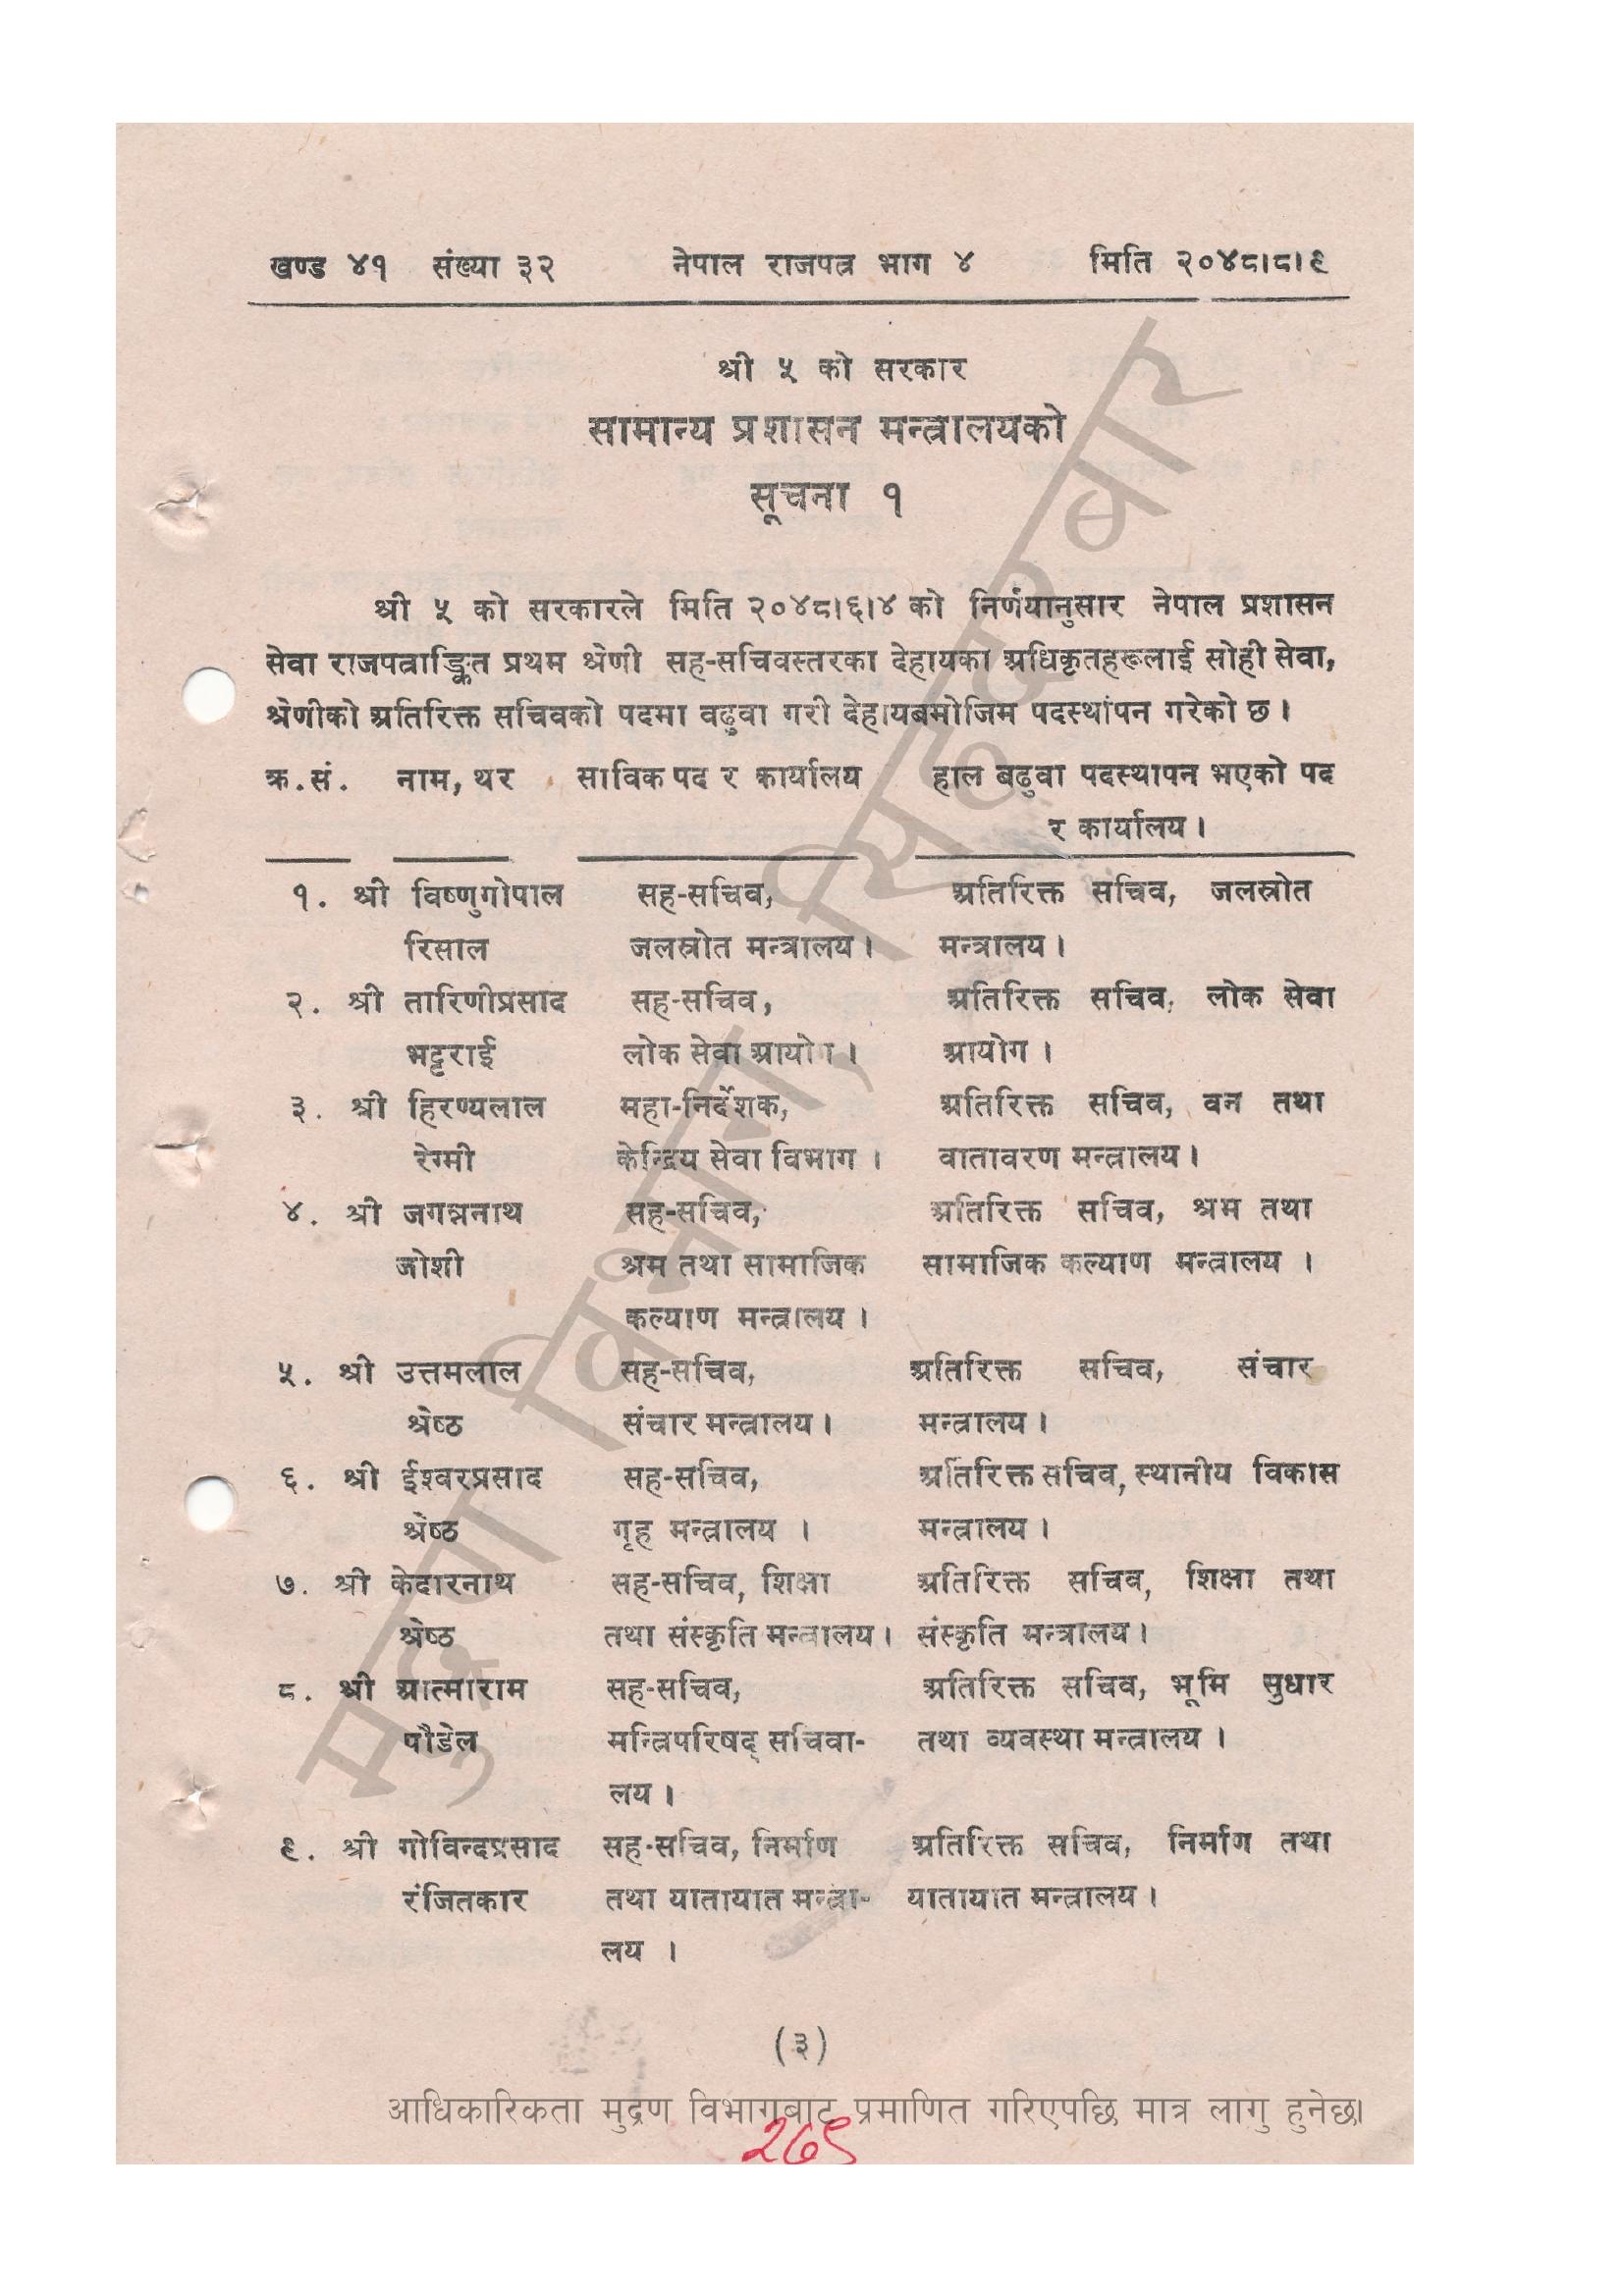 खण्ड ४१ संख्या ३२ नेपाल राजपत्र भाग ४ मिति २०४८।८।९
श्री ५ को सरकार
सामान्य प्रशासन मन्त्रालयको
सूचना १
श्री ५ को सरकारले मिति २०४८।६।४ को निर्णयानुसार नेपाल प्रशासन
सेवा राजपत्राङ्कित प्रथम श्रेणी सह-सचिवस्तरका देहायका अधिकृतहरूलाई सोही सेवा,
श्रेणीको अतिरिक्त सचिवको पदमा बढुवा गरी देहायबमोजिम पदस्थापन गरेको छ ।
क्र.सं. नाम, थर साविक पद र कार्यालय हाल बढुवा पदस्थापन भएको पद
र कार्यालय ।
१. श्री विष्णुगोपाल सह-सचिव, अतिरिक्त सचिव, जलस्रोत
रिसाल जलस्रोत मन्त्रालय । मन्त्रालय ।
२. श्री तारिणीप्रसाद सह-सचिव, अतिरिक्त सचिव, लोक सेवा
भट्टराई लोक सेवा आयोग । आयोग ।
३. श्री हिरण्यलाल महा-निर्देशक, अतिरिक्त सचिव, वन तथा
रेग्मी केन्द्रिय सेवा विभाग । वातावरण मन्त्रालय ।
४. श्री जगन्ननाथ सह-सचिव, अतिरिक्त सचिव, श्रम तथा
जोशी श्रम तथा सामाजिक सामाजिक कल्याण मन्त्रालय ।
कल्याण मन्त्रालय ।
५. श्री उत्तमलाल सह-सचिव, अतिरिक्त सचिव, संचार
श्रेष्ठ संचार मन्त्रालय । मन्त्रालय ।
६. श्री ईश्वरप्रसाद सह-सचिव, अतिरिक्त सचिव, स्थानीय विकास
श्रेष्ठ गृह मन्त्रालय । मन्त्रालय ।
७. श्री केदारनाथ सह-सचिव, शिक्षा अतिरिक्त सचिव, शिक्षा तथा
श्रेष्ठ तथा संस्कृति मन्त्रालय । संस्कृति मन्त्रालय ।
८. श्री आत्माराम सह-सचिव, अतिरिक्त सचिव, भूमि सुधार
पौडेल मन्त्रिपरिषद् सचिवा- तथा व्यवस्था मन्त्रालय ।
लय ।
९. श्री गोविन्दप्रसाद सह-सचिव, निर्माण अतिरिक्त सचिव, निर्माण तथा
रंजितकार तथा यातायात मन्त्रा- यातायात मन्त्रालय ।
लय ।
(३)
आधिकारिकता मुद्रण विभागबाट प्रमाणित गरिएपछि मात्र लागु हुनेछ।
२७९
मुद्रण विभाग, सिंहदरबार